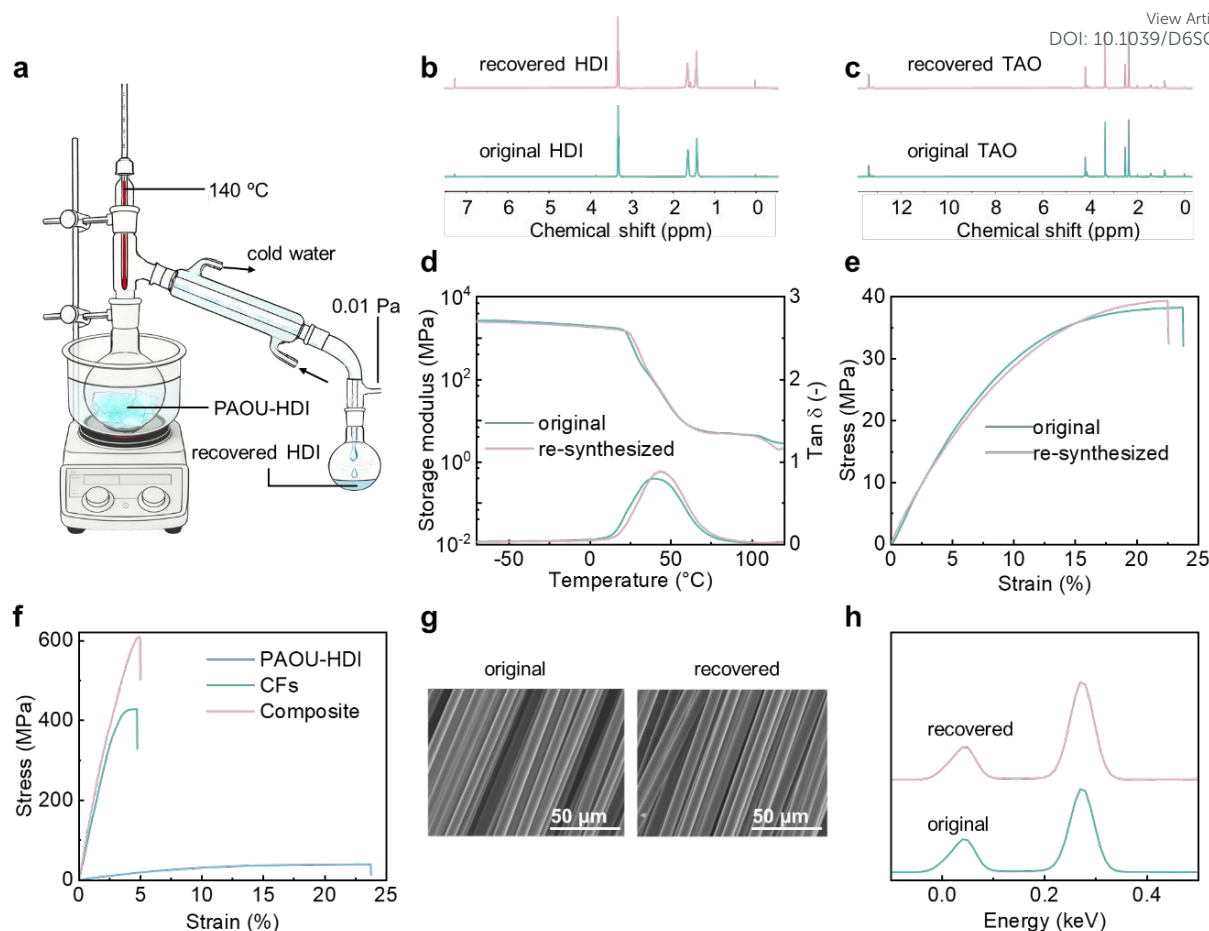 View Arti
DOI: 10.1039/D6SC
a
140 ºC
cold water
0.01 Pa
PAOU-HDI
recovered HDI
b
recovered HDI
original HDI
7 6 5 4 3 2 1 0
Chemical shift (ppm)
c
recovered TAO
original TAO
12 10 8 6 4 2 0
Chemical shift (ppm)
d
10⁴
10²
10⁰
10⁻²
Storage modulus (MPa)
3
2
1
0
Tan δ (-)
original
re-synthesized
-50 0 50 100
Temperature (°C)
e
40
30
20
10
0
Stress (MPa)
original
re-synthesized
0 5 10 15 20 25
Strain (%)
f
600
400
200
0
Stress (MPa)
PAOU-HDI
CFs
Composite
0 5 10 15 20 25
Strain (%)
g
original
recovered
50 µm
50 µm
h
recovered
original
0.0 0.2 0.4
Energy (keV)